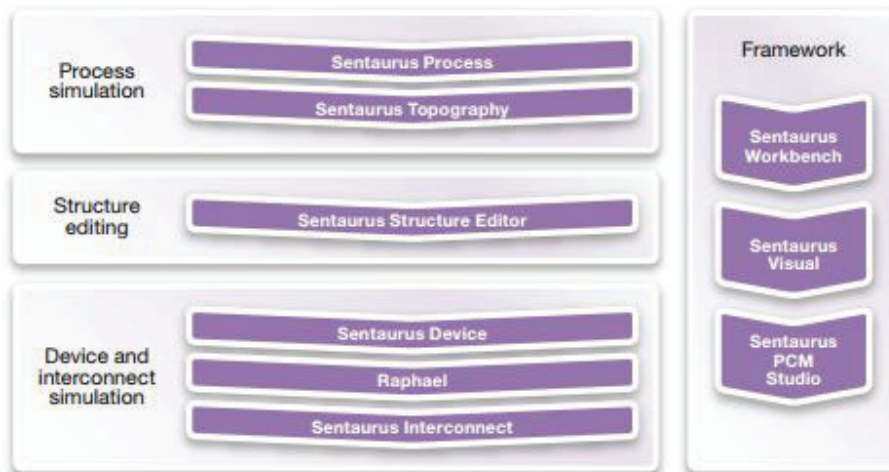 Process
simulation
Sentaurus Process
Sentaurus Topography
Structure
editing
Sentaurus Structure Editor
Device and
interconnect
simulation
Sentaurus Device
Raphael
Sentaurus Interconnect
Framework
Sentaurus
Workbench
Sentaurus
Visual
Sentaurus
PCM
Studio